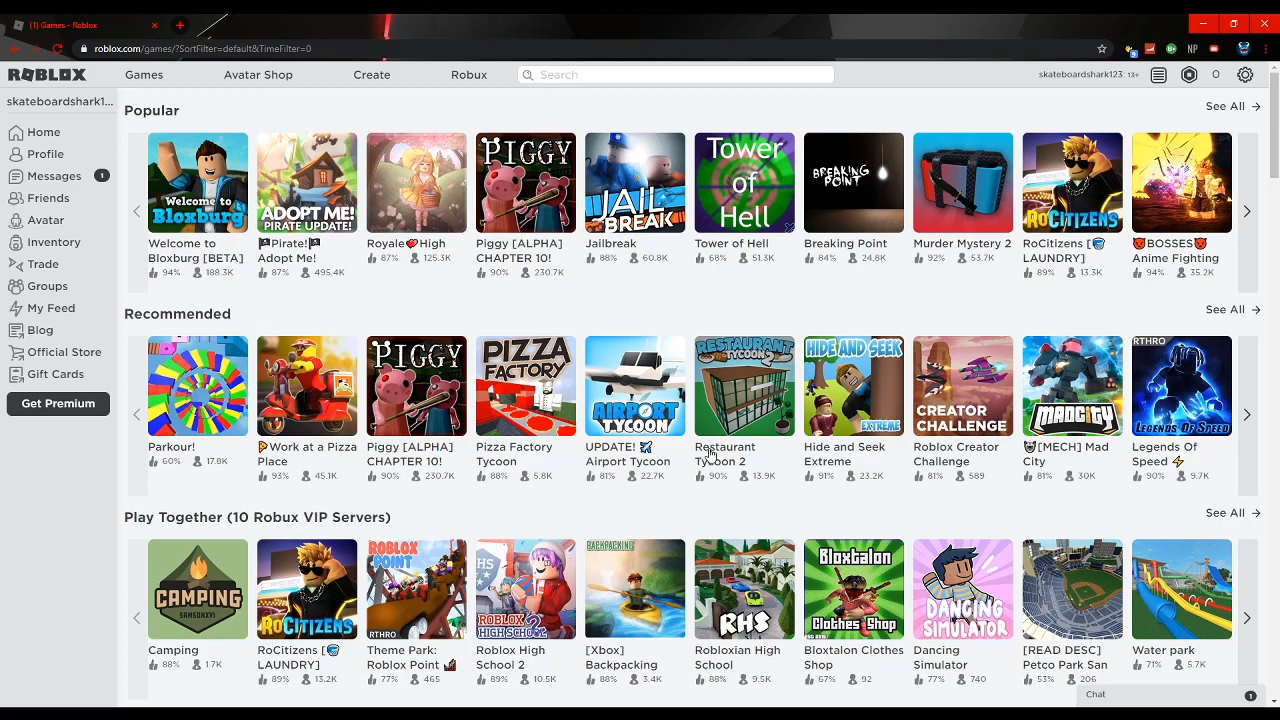 (1) Games - Roblox
roblox.com/games/?SortFilter=default&TimeFilter=0
NP
9
ROBLOX
Games
Avatar Shop
Create
Robux
Search
skateboardshark123: 13+
0
skateboardshark1...
Home
Profile
Messages
1
Friends
Avatar
Inventory
Trade
Groups
My Feed
Blog
Official Store
Gift Cards
Get Premium
Popular
See All
Welcome to
Bloxburg
ADOPT ME!
PIRATE UPDATE!
PIGGY
JAIL
BREAK
Tower
of
Hell
BREAKING
POINT
ROCITIZENS
Welcome to
Bloxburg [BETA]
94% 188.3K
Pirate!
Adopt Me!
87% 495.4K
Royale High
87% 125.3K
Piggy [ALPHA]
CHAPTER 10!
90% 230.7K
Jailbreak
88% 60.8K
Tower of Hell
68% 51.3K
Breaking Point
84% 24.8K
Murder Mystery 2
92% 53.7K
RoCitizens [
LAUNDRY]
89% 13.3K
BOSSES
Anime Fighting
94% 35.2K
Recommended
See All
PIGGY
PIZZA
FACTORY
AIRPORT
TYCOON
RESTAURANT
TYCOON 2
HIDE AND SEEK
EXTREME
CREATOR
CHALLENGE
MADCITY
RTHRO
LEGENDS OF SPEED
Parkour!
60% 17.8K
Work at a Pizza
Place
93% 45.1K
Piggy [ALPHA]
CHAPTER 10!
90% 230.7K
Pizza Factory
Tycoon
88% 5.8K
UPDATE!
Airport Tycoon
81% 22.7K
Restaurant
Tycoon 2
90% 13.9K
Hide and Seek
Extreme
91% 23.2K
Roblox Creator
Challenge
81% 589
[MECH] Mad
City
81% 30K
Legends Of
Speed
90% 9.7K
Play Together (10 Robux VIP Servers)
See All
CAMPING
SAMSONXVI
ROCITIZENS
ROBLOX
POINT
RTHRO
HS
ROBLOX
HIGH SCHOOL 2
BACKPACKING
RHS
Bloxtalon
Clothes Shop
DANCING
SIMULATOR
Camping
88% 1.7K
RoCitizens [
LAUNDRY]
89% 13.2K
Theme Park:
Roblox Point
77% 465
Roblox High
School 2
89% 10.5K
[Xbox]
Backpacking
88% 3.4K
Robloxian High
School
88% 9.5K
Bloxtalon Clothes
Shop
67% 92
Dancing
Simulator
77% 740
[READ DESC]
Petco Park San
53% 206
Water park
71% 5.7K
Chat
1